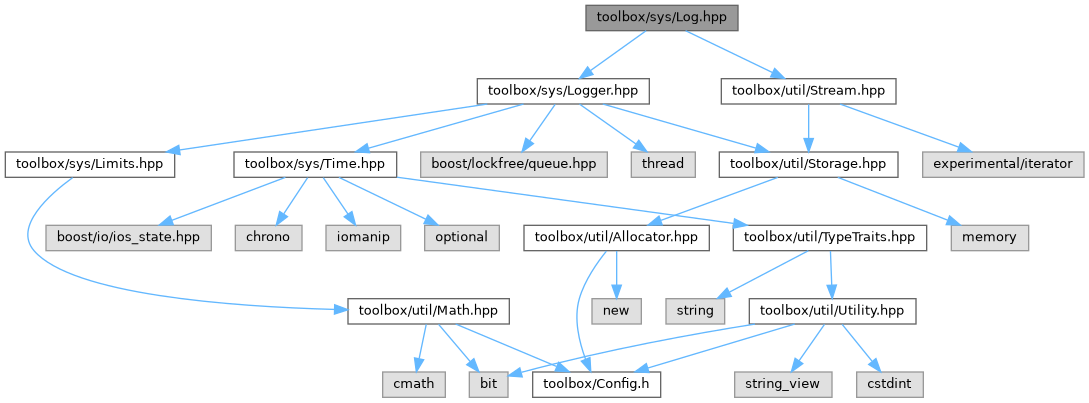 toolbox/sys/Log.hpp
toolbox/sys/Logger.hpp
toolbox/util/Stream.hpp
toolbox/sys/Limits.hpp
toolbox/sys/Time.hpp
boost/lockfree/queue.hpp
thread
toolbox/util/Storage.hpp
experimental/iterator
boost/io/ios_state.hpp
chrono
iomanip
optional
toolbox/util/Allocator.hpp
toolbox/util/TypeTraits.hpp
memory
toolbox/util/Math.hpp
new
string
toolbox/util/Utility.hpp
cmath
bit
toolbox/Config.h
string_view
cstdint